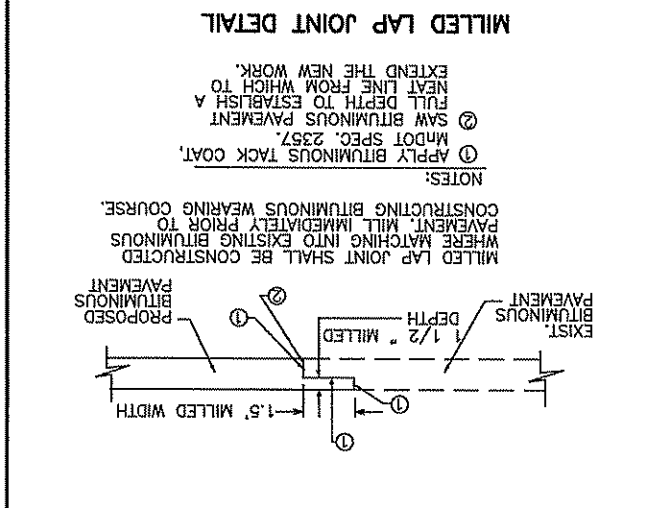 ①
1.5' MILLED WIDTH
①
1 1/2" MILLED
DEPTH
①
②
PROPOSED
BITUMINOUS
PAVEMENT
EXIST.
BITUMINOUS
PAVEMENT
MILLED LAP JOINT SHALL BE CONSTRUCTED
WHERE MATCHING INTO EXISTING BITUMINOUS
PAVEMENT. MILL IMMEDIATELY PRIOR TO
CONSTRUCTING BITUMINOUS WEARING COURSE.
NOTES:
① APPLY BITUMINOUS TACK COAT,
MnDOT SPEC. 2357.
② SAW BITUMINOUS PAVEMENT
FULL DEPTH TO ESTABLISH A
NEAT LINE FROM WHICH TO
EXTEND THE NEW WORK.
MILLED LAP JOINT DETAIL